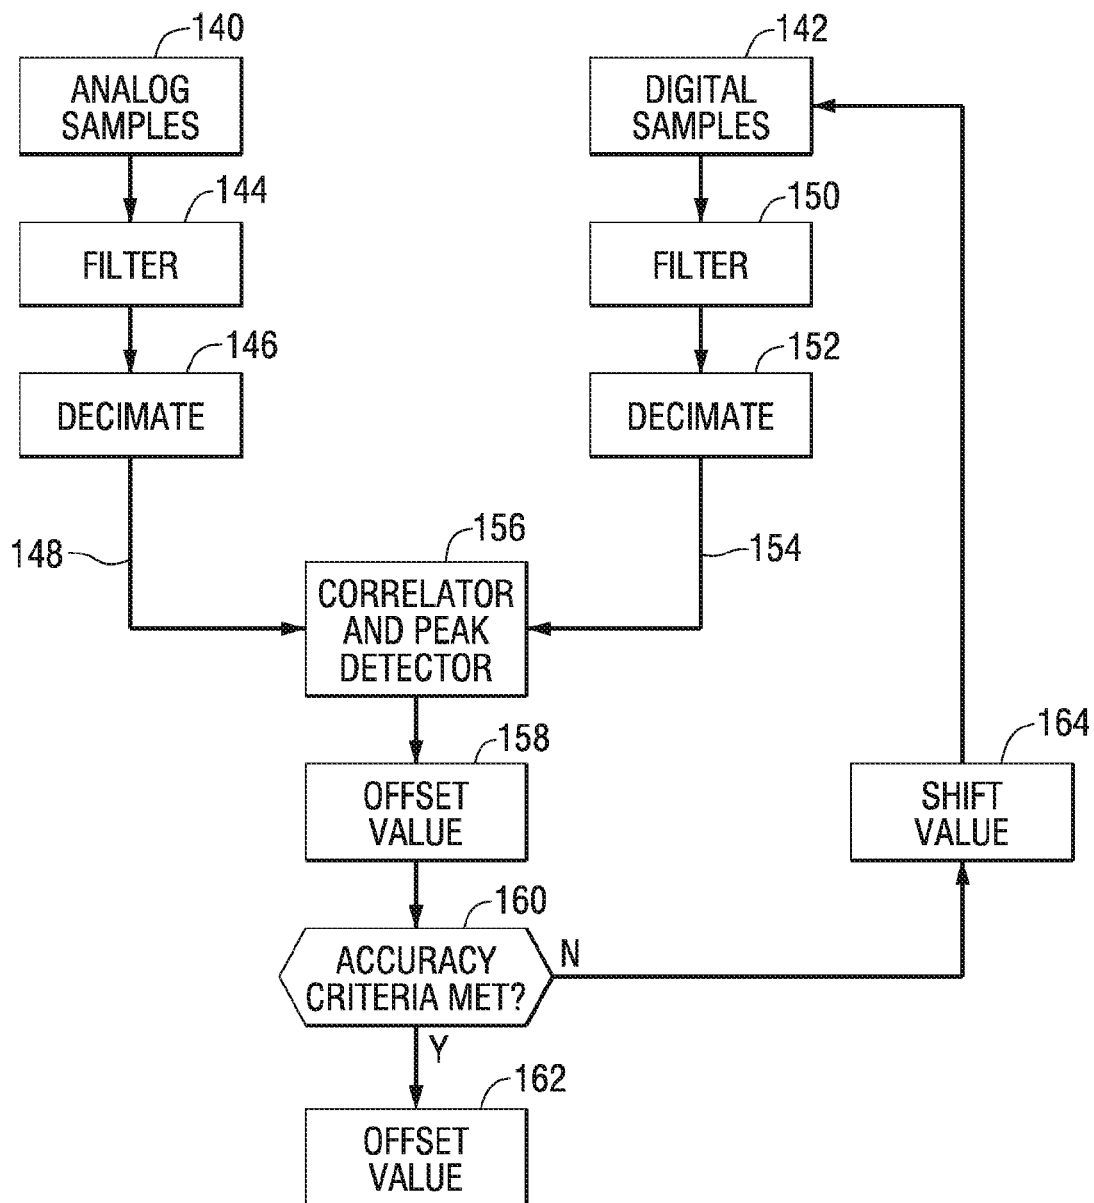 140
ANALOG
SAMPLES
142
DIGITAL
SAMPLES
144
FILTER
150
FILTER
146
DECIMATE
152
DECIMATE
148
154
156
CORRELATOR
AND PEAK
DETECTOR
158
OFFSET
VALUE
164
SHIFT
VALUE
160
ACCURACY
CRITERIA MET?
N
Y
162
OFFSET
VALUE